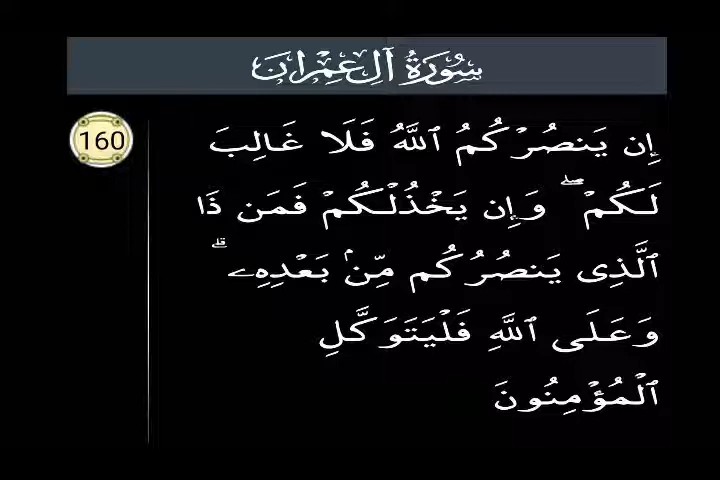 سُورَةُ آلِ عِمْرَانَ
160
إِن يَنصُرْكُمُ ٱللَّهُ فَلَا غَالِبَ
لَكُمْ ۖ وَإِن يَخْذُلْكُمْ فَمَن ذَا
ٱلَّذِى يَنصُرُكُم مِّنۢ بَعْدِهِۦ ۗ
وَعَلَى ٱللَّهِ فَلْيَتَوَكَّلِ
ٱلْمُؤْمِنُونَ